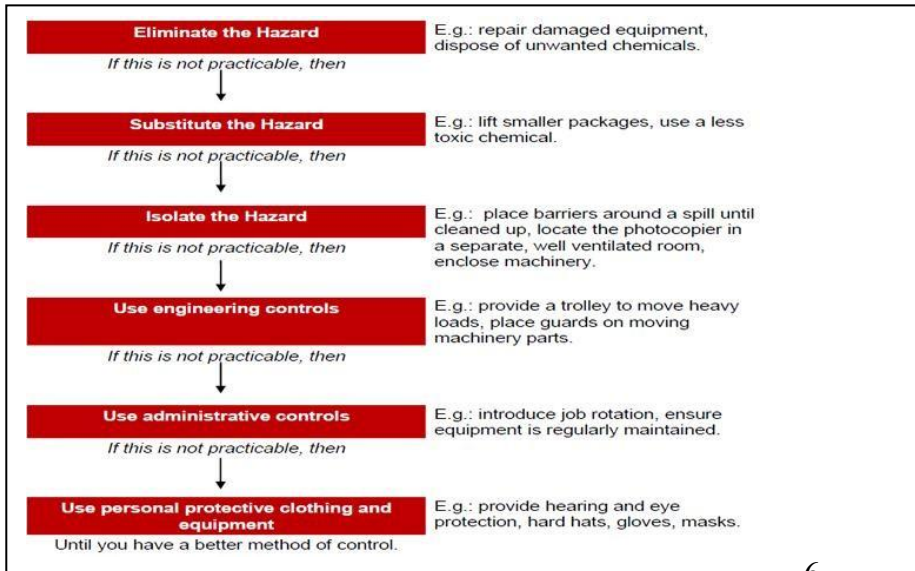 Eliminate the Hazard
E.g.: repair damaged equipment,
dispose of unwanted chemicals.
If this is not practicable, then
Substitute the Hazard
E.g.: lift smaller packages, use a less
toxic chemical.
If this is not practicable, then
Isolate the Hazard
E.g.:  place barriers around a spill until
cleaned up, locate the photocopier in
a separate, well ventilated room,
enclose machinery.
If this is not practicable, then
Use engineering controls
E.g.: provide a trolley to move heavy
loads, place guards on moving
machinery parts.
If this is not practicable, then
Use administrative controls
E.g.: introduce job rotation, ensure
equipment is regularly maintained.
If this is not practicable, then
Use personal protective clothing and
equipment
E.g.: provide hearing and eye
protection, hard hats, gloves, masks.
Until you have a better method of control.